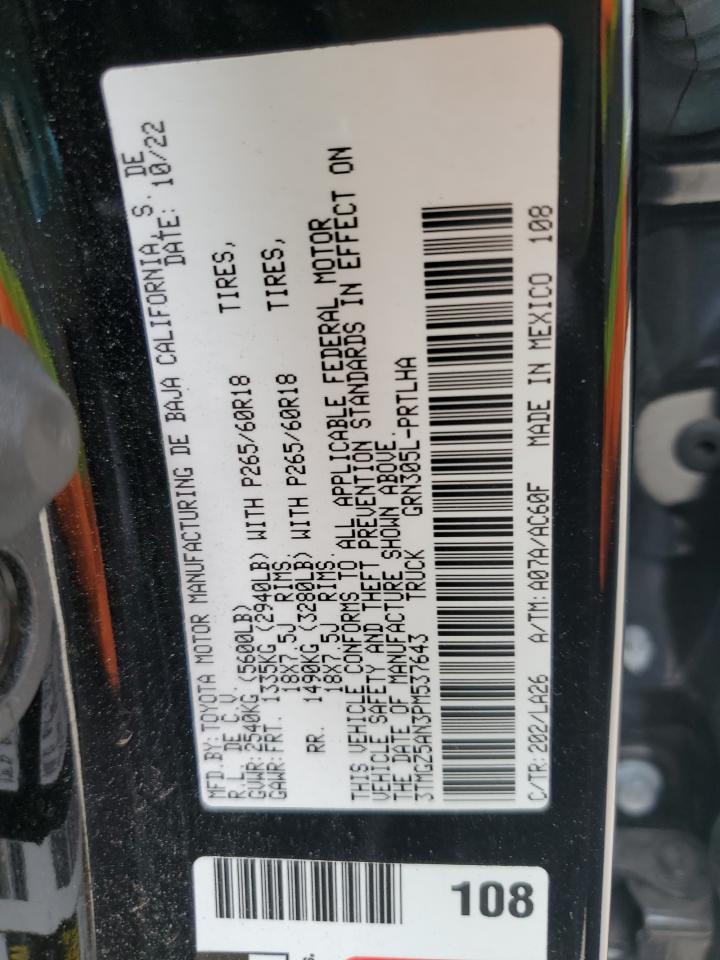 MFD.BY:TOYOTA MOTOR MANUFACTURING DE BAJA CALIFORNIA,S. DE
R.L. DE C.V. DATE: 10/22
GVWR:2540KG (5600LB)
GAWR:FRT. 1335KG (2940LB) WITH P265/60R18 TIRES,
18X7.5J RIMS.
RR. 1490KG (3280LB) WITH P265/60R18 TIRES,
18X7.5J RIMS.
THIS VEHICLE CONFORMS TO ALL APPLICABLE FEDERAL MOTOR
VEHICLE SAFETY AND THEFT PREVENTION STANDARDS IN EFFECT ON
THE DATE OF MANUFACTURE SHOWN ABOVE.
3TMGZ5AN3PM537643 TRUCK GRN305L-PRTLHA
C/TR:202/LA26 A/TM:A07A/AC60F MADE IN MEXICO 108
108